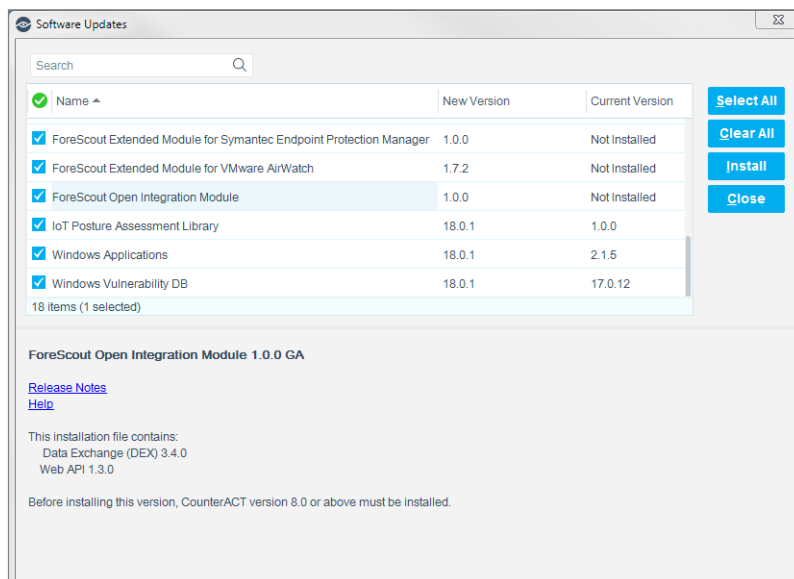 Software Updates
Search
Name New Version Current Version
ForeScout Extended Module for Symantec Endpoint Protection Manager 1.0.0 Not Installed
ForeScout Extended Module for VMware AirWatch 1.7.2 Not Installed
ForeScout Open Integration Module 1.0.0 Not Installed
IoT Posture Assessment Library 18.0.1 1.0.0
Windows Applications 18.0.1 2.1.5
Windows Vulnerability DB 18.0.1 17.0.12
18 items (1 selected)
Select All
Clear All
Install
Close
ForeScout Open Integration Module 1.0.0 GA
Release Notes
Help
This installation file contains:
Data Exchange (DEX) 3.4.0
Web API 1.3.0
Before installing this version, CounterACT version 8.0 or above must be installed.